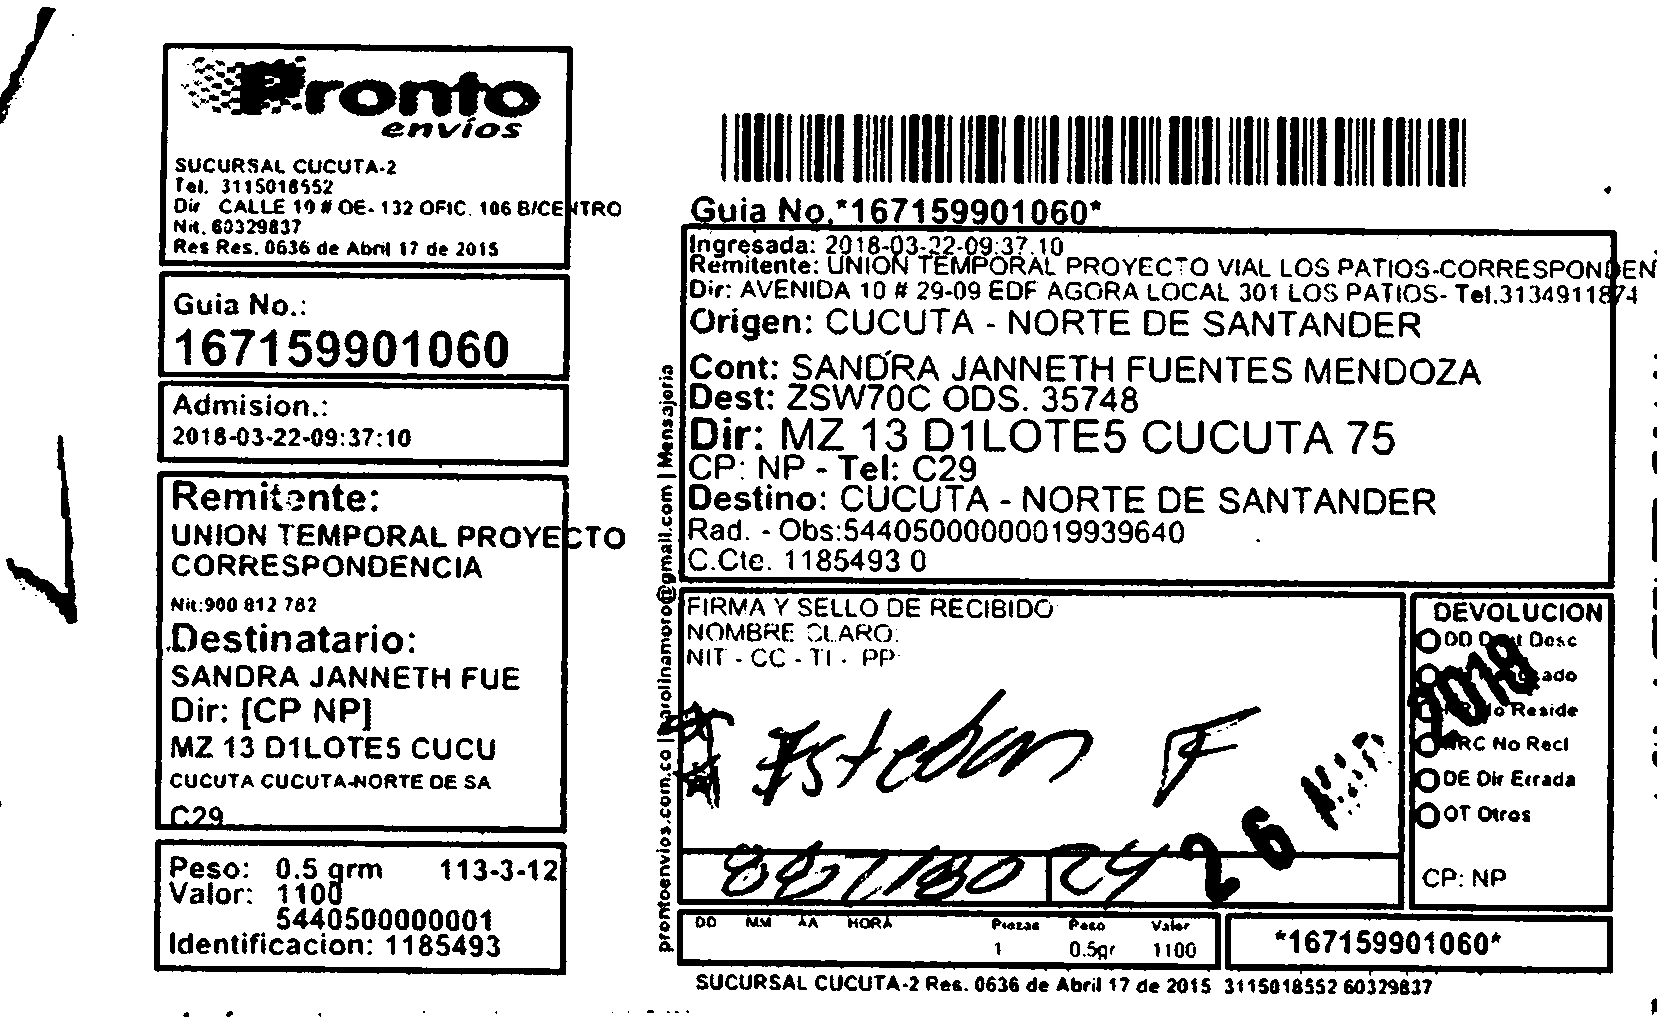 Pronto
envíos
SUCURSAL CUCUTA-2
Tel. 3115018552
Dir CALLE 10 # OE- 132 OFIC. 106 B/CENTRO
Nit. 60329837
Res Res. 0636 de Abril 17 de 2015
Guia No.:
167159901060
Admision.:
2018-03-22-09:37:10
Remitente:
UNION TEMPORAL PROYECTO
CORRESPONDENCIA
Nit:900 812 782
Destinatario:
SANDRA JANNETH FUE
Dir: [CP NP]
MZ 13 D1LOTE5 CUCU
CUCUTA CUCUTA-NORTE DE SA
C29
Peso: 0.5 grm 113-3-12
Valor: 1100
5440500000001
Identificacion: 1185493
prontoenvios.com.co | carolinamoro@gmail.com | Mensajeria
Guia No.*167159901060*
Ingresada: 2018-03-22-09:37.10
Remitente: UNION TEMPORAL PROYECTO VIAL LOS PATIOS-CORRESPONDEN
Dir: AVENIDA 10 # 29-09 EDF AGORA LOCAL 301 LOS PATIOS- Tel.3134911874
Origen: CUCUTA - NORTE DE SANTANDER
Cont: SANDRA JANNETH FUENTES MENDOZA
Dest: ZSW70C ODS. 35748
Dir: MZ 13 D1LOTE5 CUCUTA 75
CP: NP - Tel: C29
Destino: CUCUTA - NORTE DE SANTANDER
Rad. - Obs:54405000000019939640
C.Cte. 1185493 0
FIRMA Y SELLO DE RECIBIDO
NOMBRE CLARO:
NIT - CC - TI - PP
Esteban F
26 2018
DEVOLUCION
DD Dest Desc
No Reside
NRC No Recl
DE Dir Errada
OT Otros
CP: NP
DD MM AA HORA Piezas Peso Valor
1 0.5gr 1100
*167159901060*
SUCURSAL CUCUTA-2 Res. 0636 de Abril 17 de 2015 3115018552 60329837